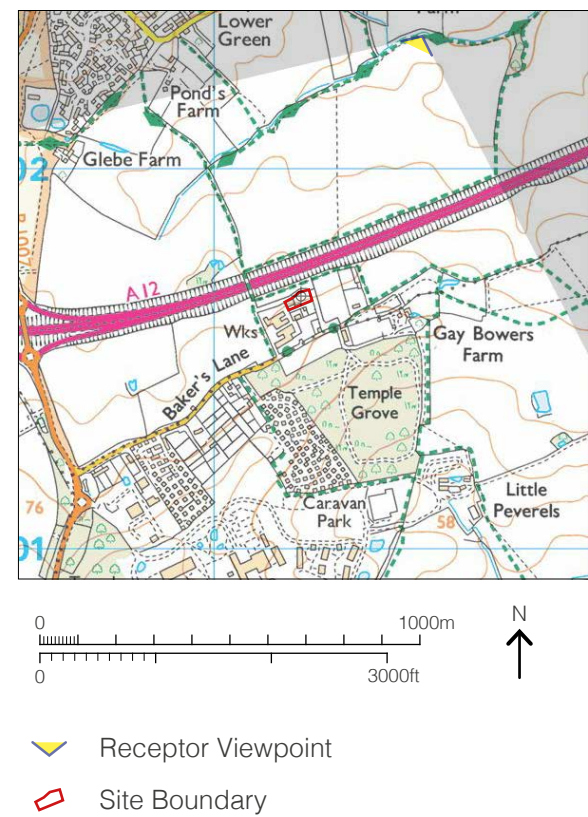 Lower
Green
Farm
Pond's
Farm
Glebe Farm
02
A 12
Wks
Baker's Lane
Gay Bowers
Farm
Temple
Grove
Caravan
Park
Little
Peverels
76
58
01
0
1000m
0
3000ft
N
Receptor Viewpoint
Site Boundary